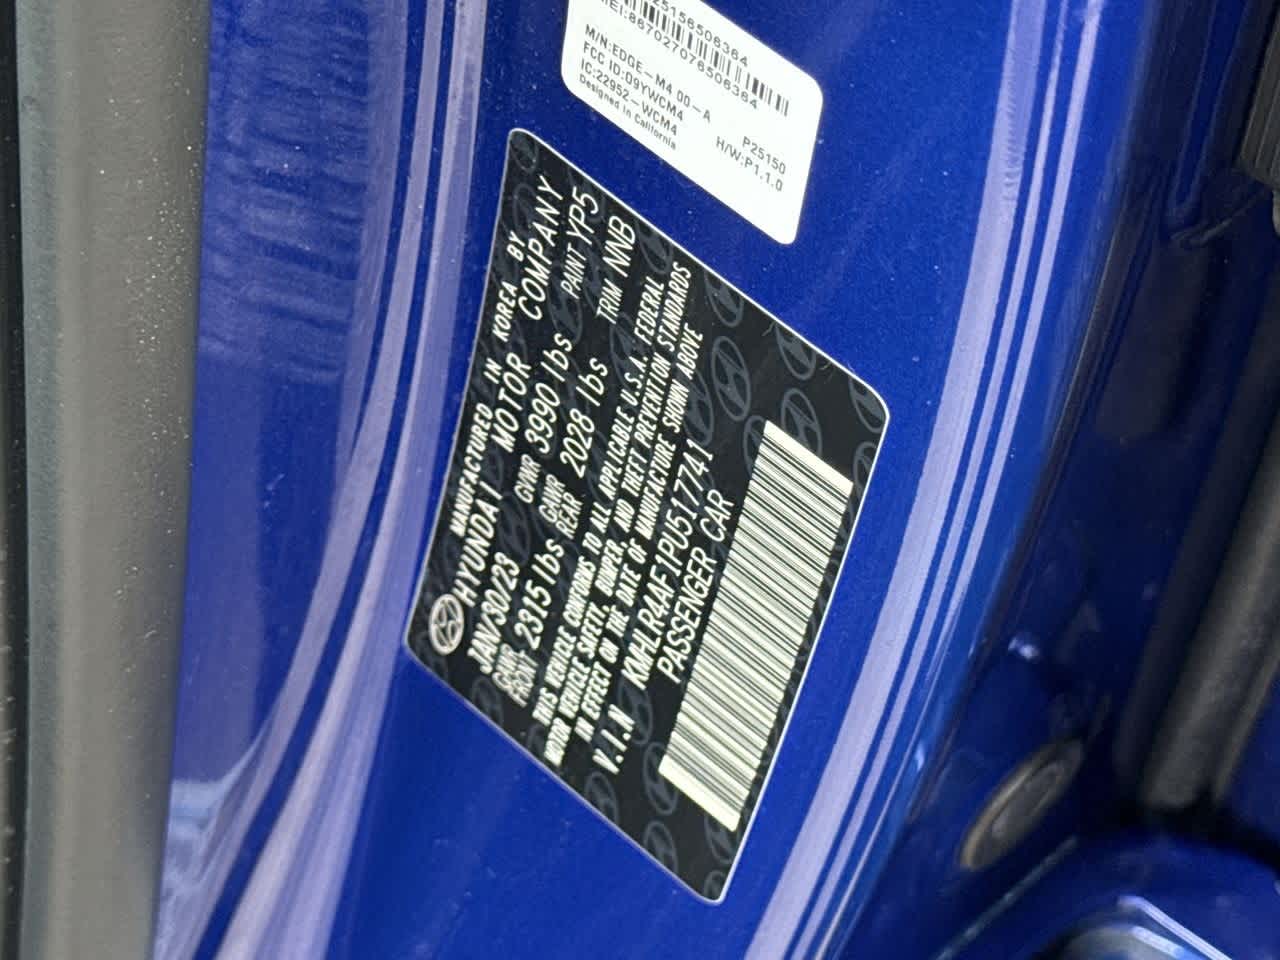 M/N:EDGE-M4 00-A P25150
FCC ID:O9YWCM4 H/W:P1.1.0
IC:22952-WCM4
Designed in California
MANUFACTURED IN KOREA BY
HYUNDAI MOTOR COMPANY
JAN/30/23 GVWR 3990 lbs PAINT YP5
GAWR FRONT 2315 lbs GAWR REAR 2028 lbs TRIM NNB
THIS VEHICLE CONFORMS TO ALL APPLICABLE U.S.A. FEDERAL
MOTOR VEHICLE SAFETY, BUMPER, AND THEFT PREVENTION STANDARDS
IN EFFECT ON THE DATE OF MANUFACTURE SHOWN ABOVE
V.I.N KMHLR4AF1PU517741
PASSENGER CAR